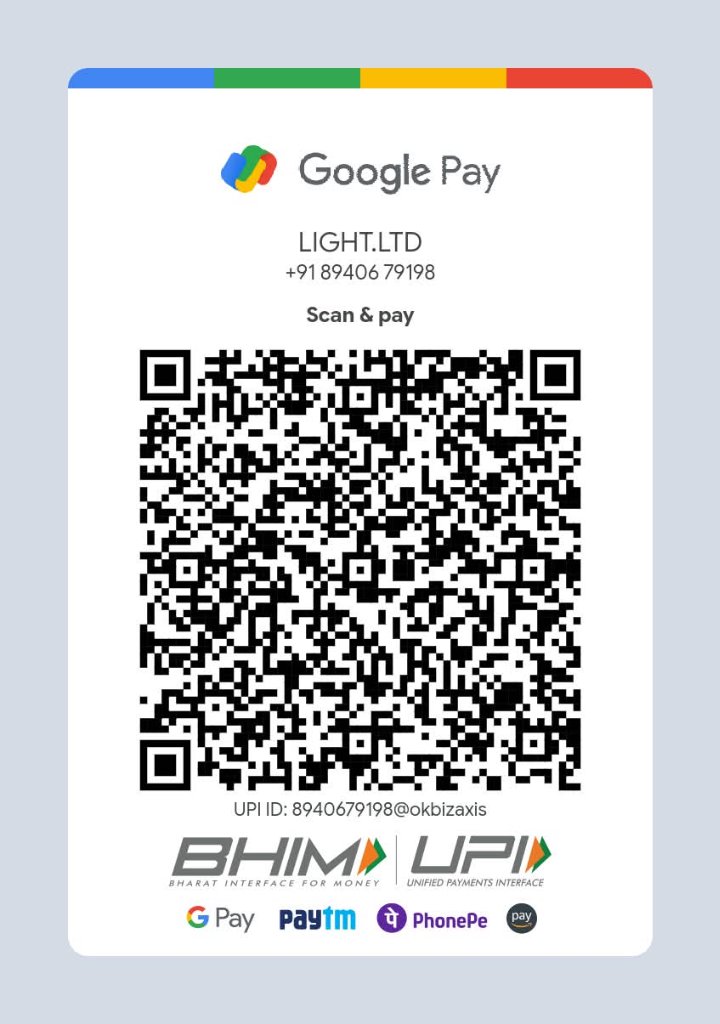 Google Pay
LIGHT.LTD
+91 89406 79198
Scan & pay
UPI ID: 8940679198@okbizaxis
BHIM UPI
BHARAT INTERFACE FOR MONEY UNIFIED PAYMENTS INTERFACE
G Pay paytm पे PhonePe pay